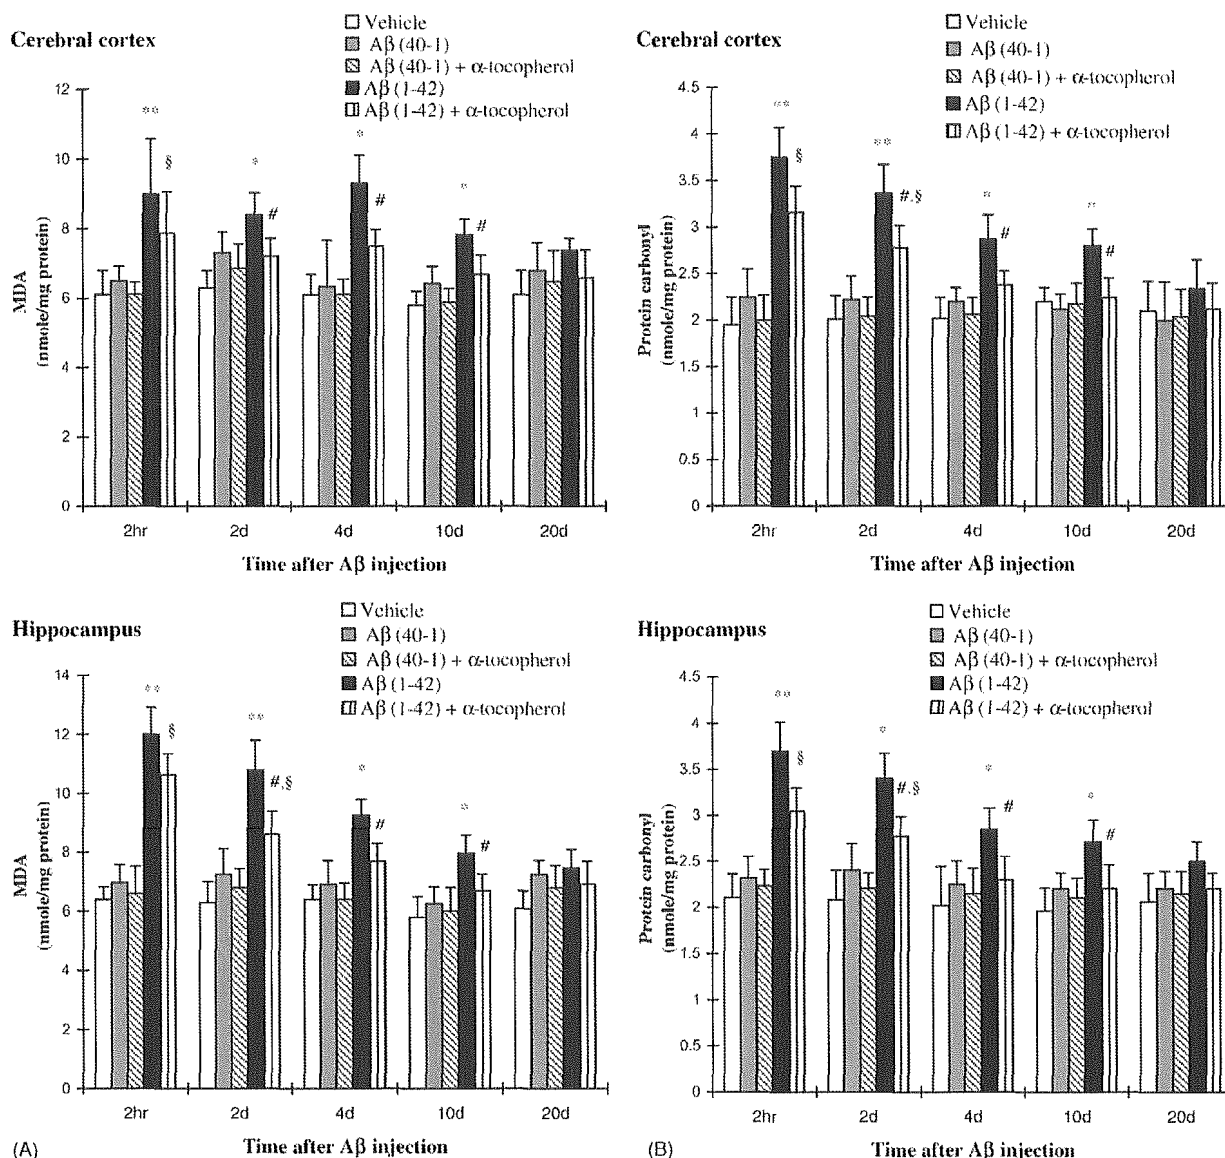 Cerebral cortex
Vehicle
Aβ (40-1)
Aβ (40-1) + α-tocopherol
Aβ (1-42)
Aβ (1-42) + α-tocopherol
MDA
(nmole/mg protein)
12
10
8
6
4
2
0
** § * # * # * #
2hr 2d 4d 10d 20d
Time after Aβ injection
Cerebral cortex
Vehicle
Aβ (40-1)
Aβ (40-1) + α-tocopherol
Aβ (1-42)
Aβ (1-42) + α-tocopherol
Protein carbonyl
(nmole/mg protein)
4.5
4
3.5
3
2.5
2
1.5
1
0.5
0
** § ** #,§ * # * #
2hr 2d 4d 10d 20d
Time after Aβ injection
Hippocampus
Vehicle
Aβ (40-1)
Aβ (40-1) + α-tocopherol
Aβ (1-42)
Aβ (1-42) + α-tocopherol
MDA
(nmole/mg protein)
14
12
10
8
6
4
2
0
** § ** #,§ * # * #
2hr 2d 4d 10d 20d
(A)
Time after Aβ injection
Hippocampus
Vehicle
Aβ (40-1)
Aβ (40-1) + α-tocopherol
Aβ (1-42)
Aβ (1-42) + α-tocopherol
Protein carbonyl
(nmole/mg protein)
4.5
4
3.5
3
2.5
2
1.5
1
0.5
0
** § * #,§ * # * #
2hr 2d 4d 10d 20d
(B)
Time after Aβ injection